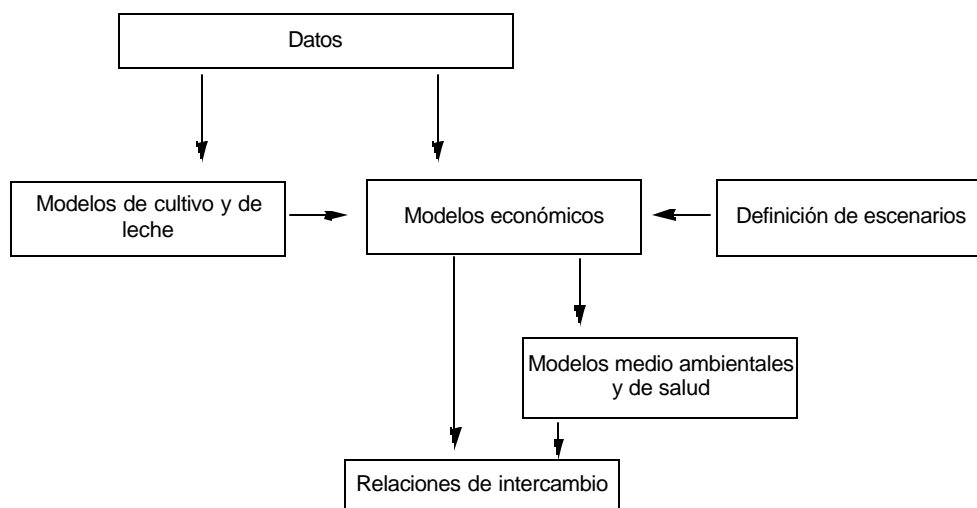 Datos
Modelos de cultivo y de
leche
Modelos económicos
Definición de escenarios
Modelos medio ambientales
y de salud
Relaciones de intercambio